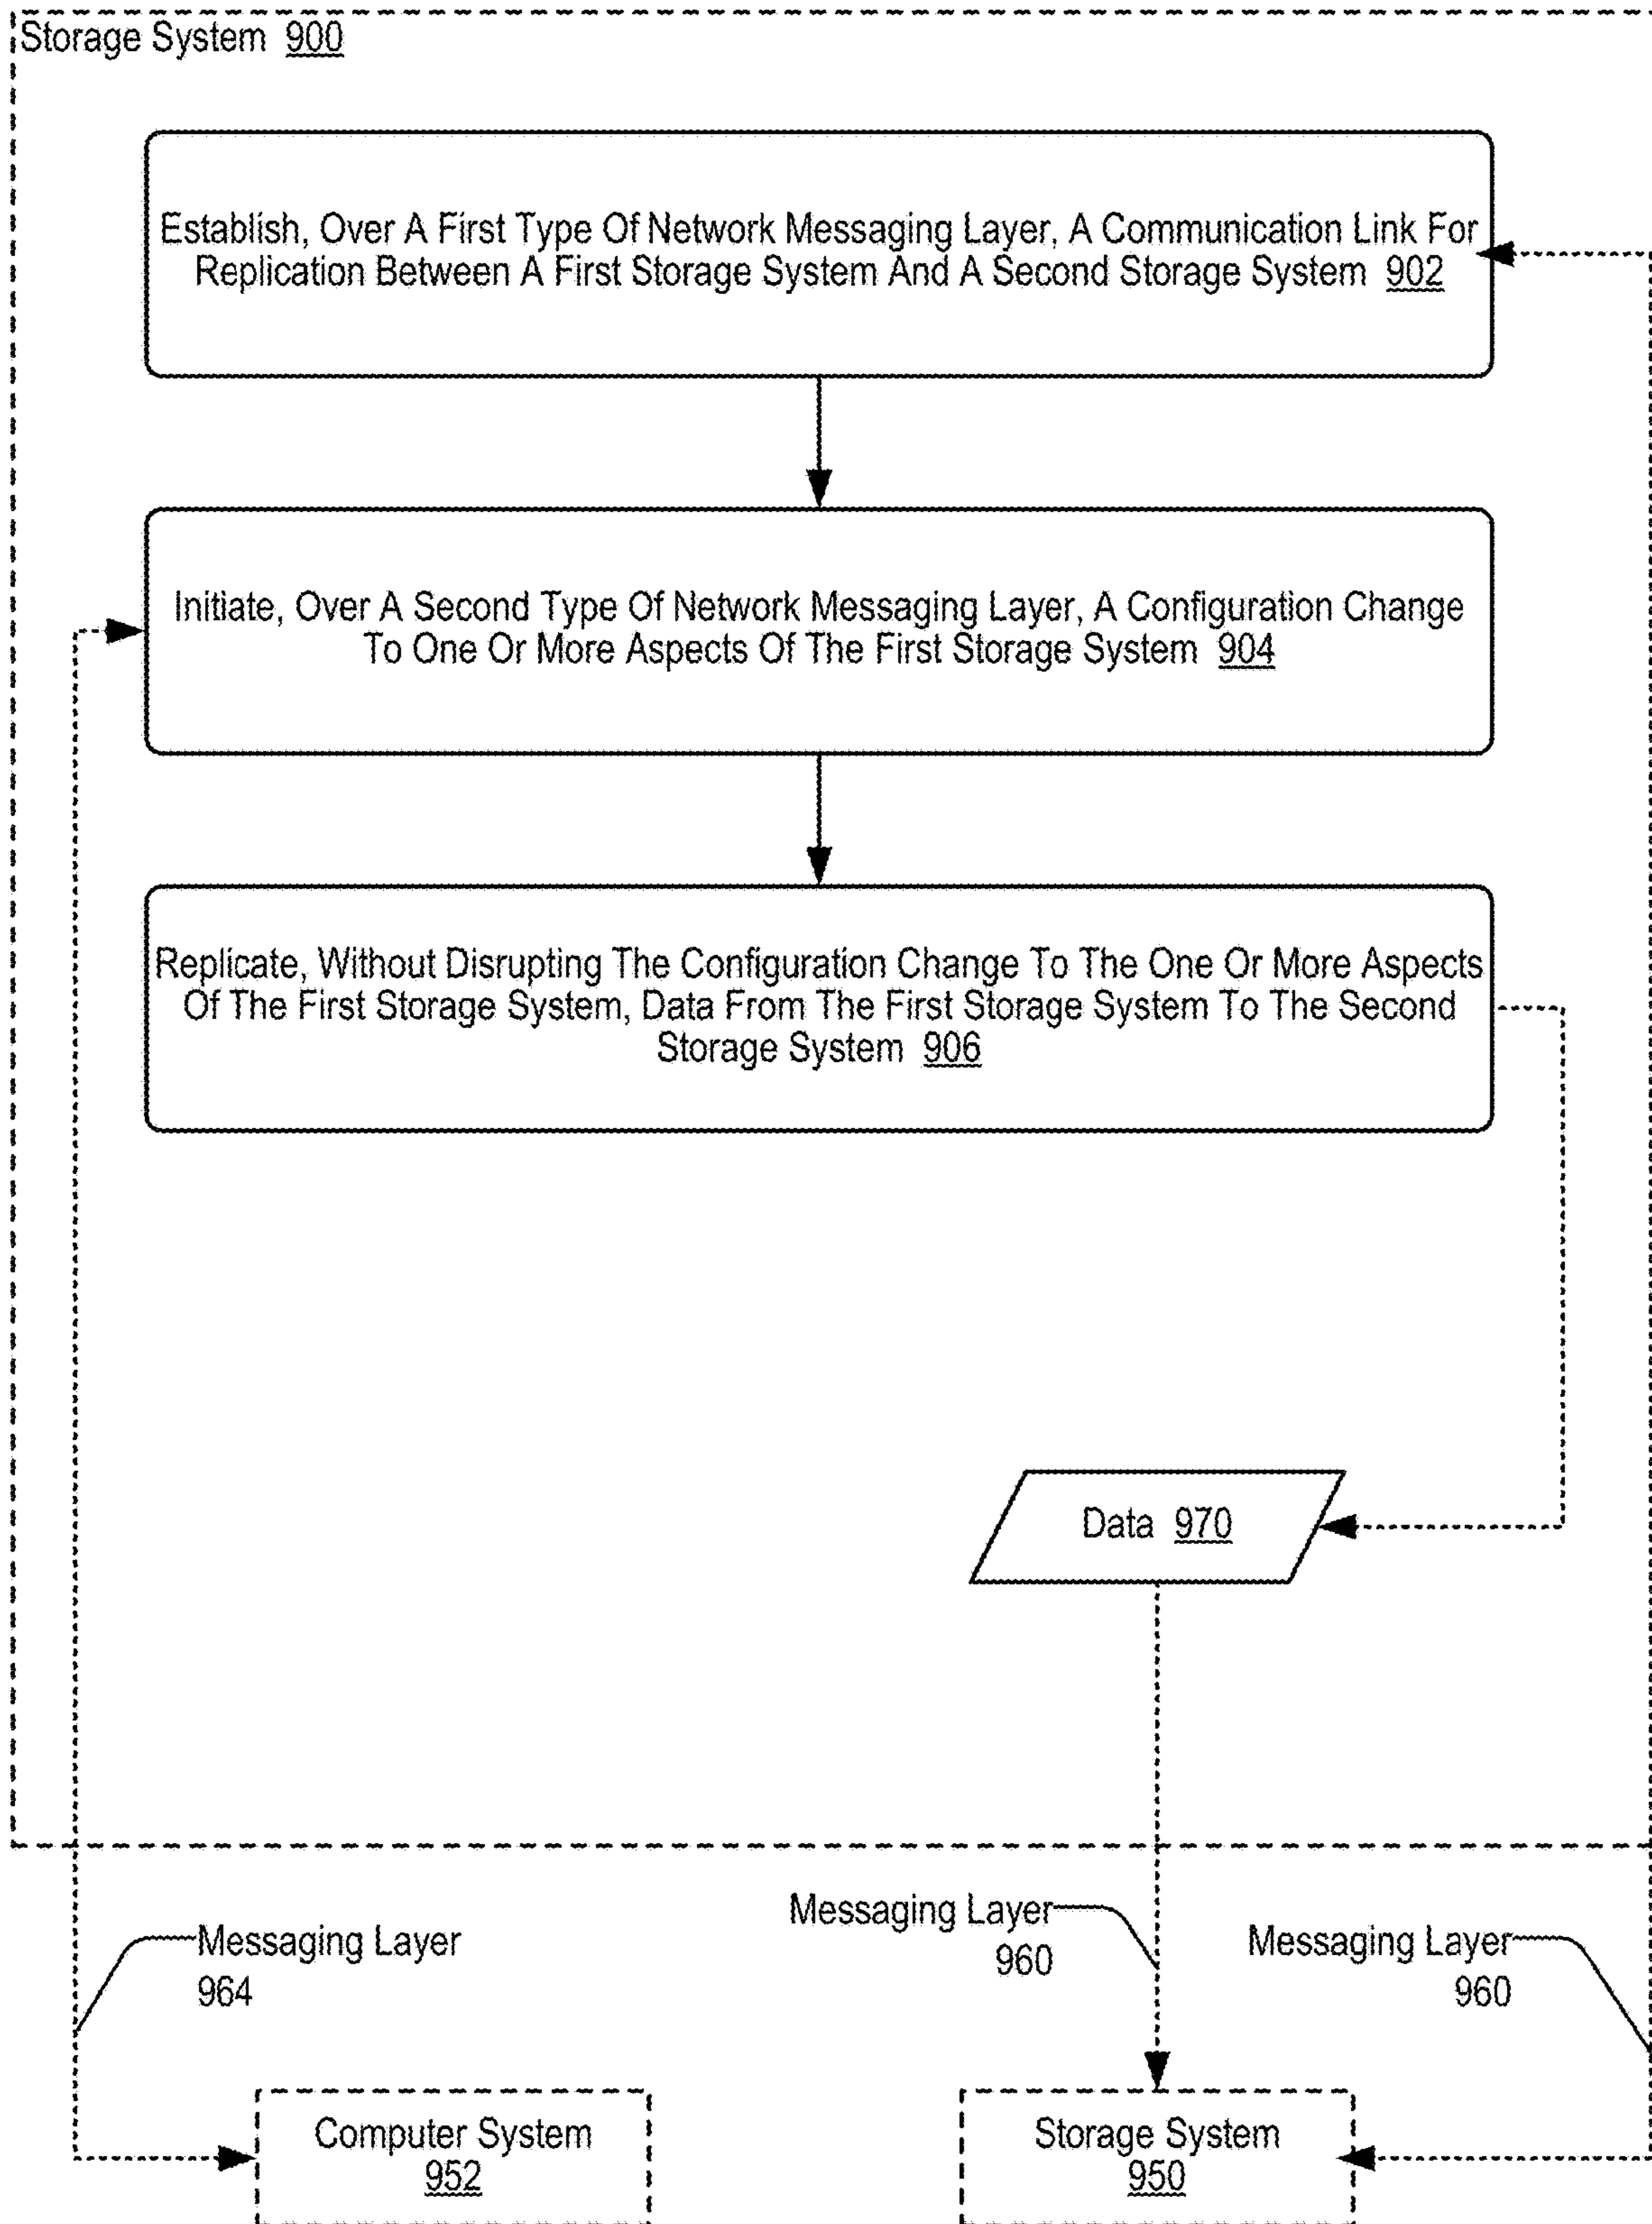 Storage System 900
Establish, Over A First Type Of Network Messaging Layer, A Communication Link For
Replication Between A First Storage System And A Second Storage System 902
Initiate, Over A Second Type Of Network Messaging Layer, A Configuration Change
To One Or More Aspects Of The First Storage System 904
Replicate, Without Disrupting The Configuration Change To The One Or More Aspects
Of The First Storage System, Data From The First Storage System To The Second
Storage System 906
Data 970
Messaging Layer
964
Messaging Layer
960
Messaging Layer
960
Computer System
952
Storage System
950